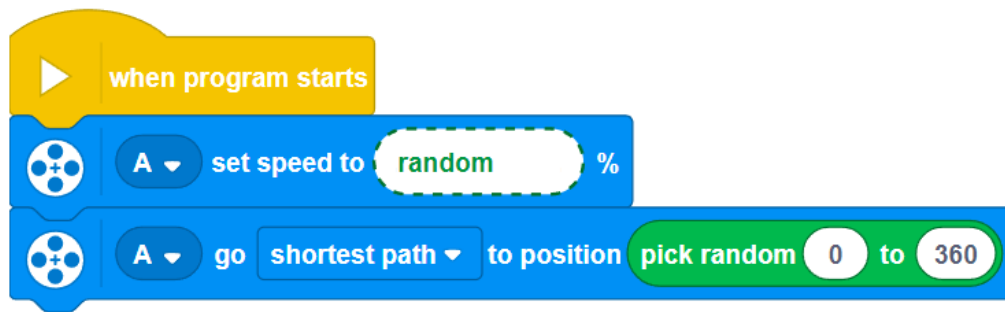 when program starts
A set speed to random %
A go shortest path to position pick random 0 to 360